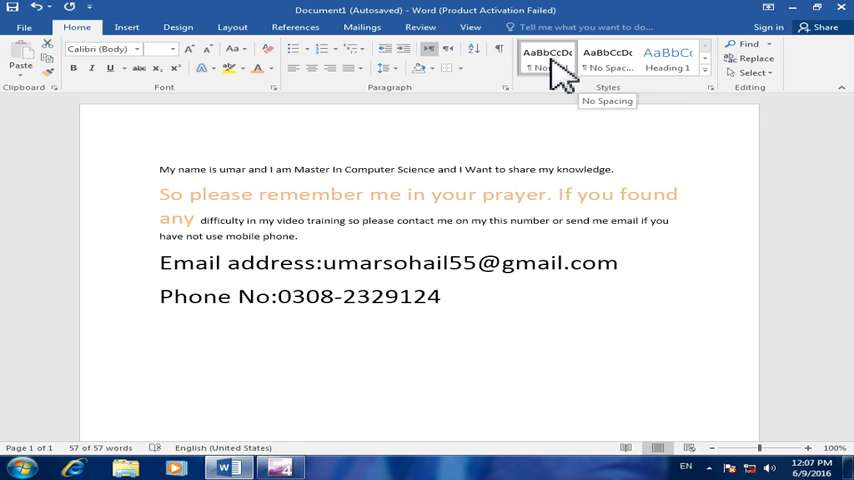 Document1 (Autosaved) - Word (Product Activation Failed)
File Home Insert Design Layout References Mailings Review View Tell me what you want to do... Sign in Share
Paste Calibri (Body) Aa AaBbCcDc AaBbCcDc AaBbCc Find
B I U abc X₂ X² A ¶ No Spac... Heading 1 Replace
Select
Clipboard Font Paragraph Styles Editing
No Spacing
My name is umar and I am Master In Computer Science and I Want to share my knowledge.
So please remember me in your prayer. If you found
any difficulty in my video training so please contact me on my this number or send me email if you
have not use mobile phone.
Email address:umarsohail55@gmail.com
Phone No:0308-2329124
Page 1 of 1 57 of 57 words English (United States) 100%
EN 12:07 PM
6/9/2016